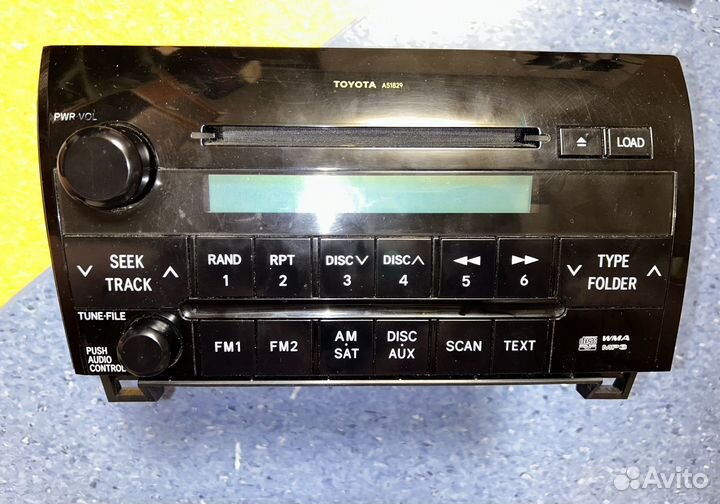 TOYOTA A51829
PWR·VOL
LOAD
SEEK
TRACK
RAND
1
RPT
2
DISC
3
DISC
4
5
6
TYPE
FOLDER
TUNE·FILE
PUSH
AUDIO
CONTROL
FM1
FM2
AM
SAT
DISC
AUX
SCAN
TEXT
WMA
MP3
Avito